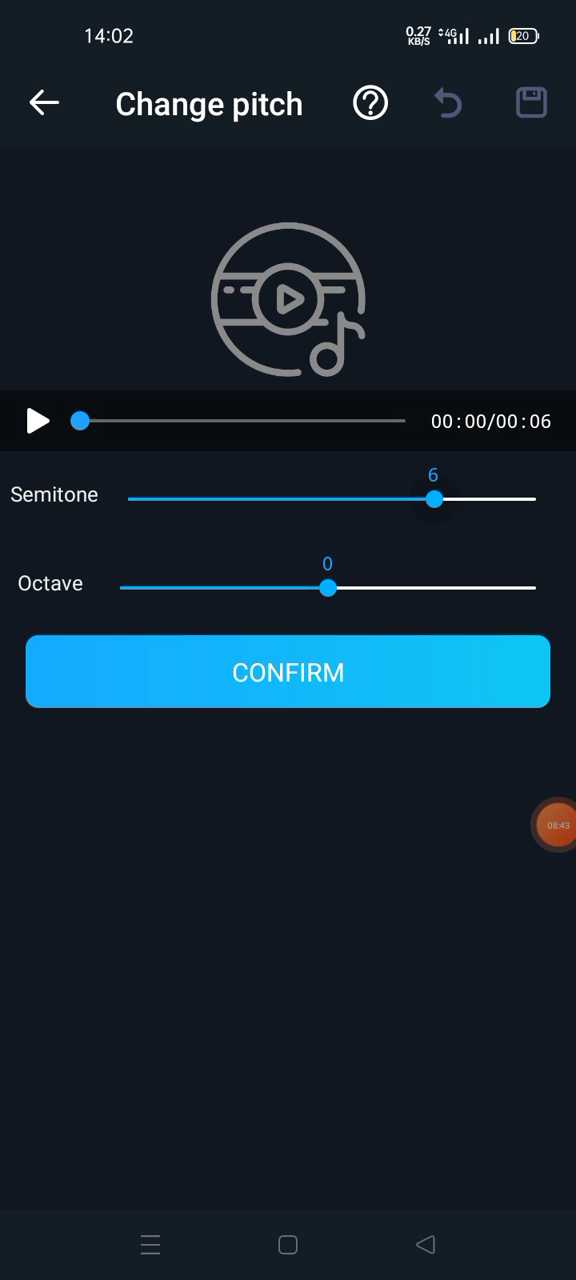 14:02
0.27
KB/S
4G
20
Change pitch
00:00/00:06
6
Semitone
0
Octave
CONFIRM
08:43